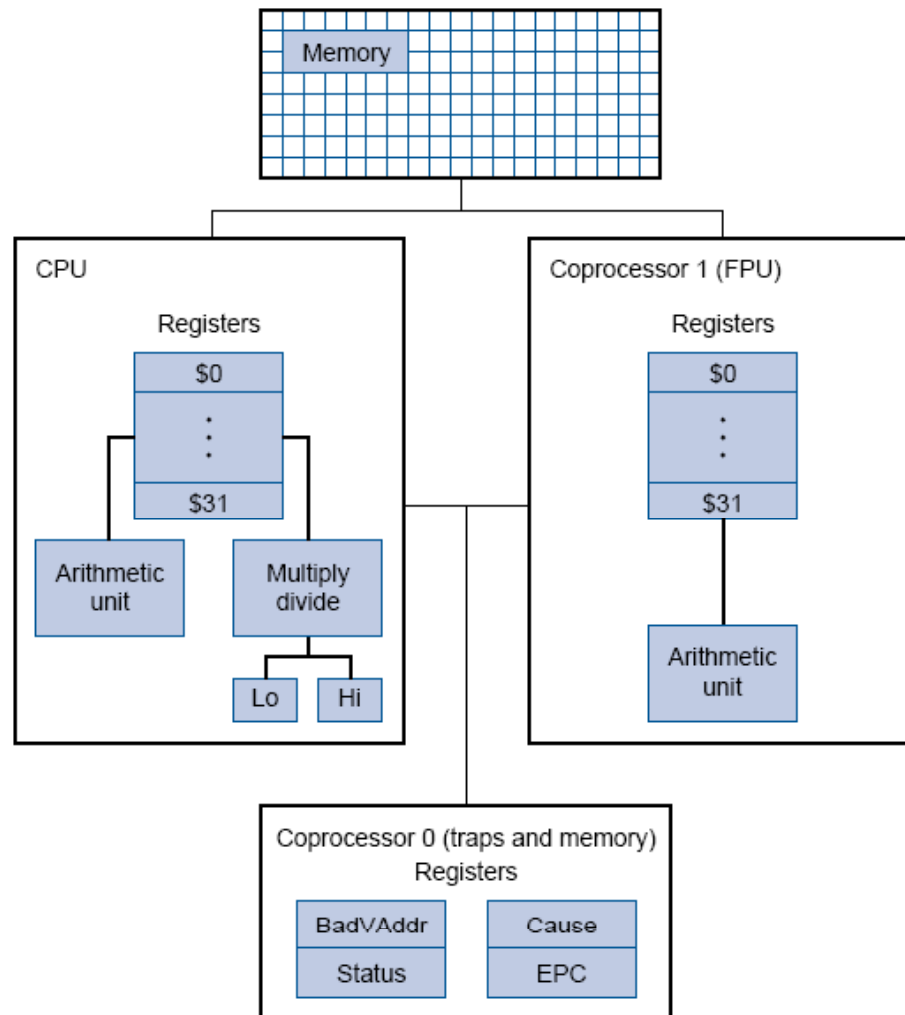 Memory
CPU
Registers
$0
$31
Arithmetic
unit
Multiply
divide
Lo
Hi
Coprocessor 1 (FPU)
Registers
$0
$31
Arithmetic
unit
Coprocessor 0 (traps and memory)
Registers
BadVAddr
Status
Cause
EPC